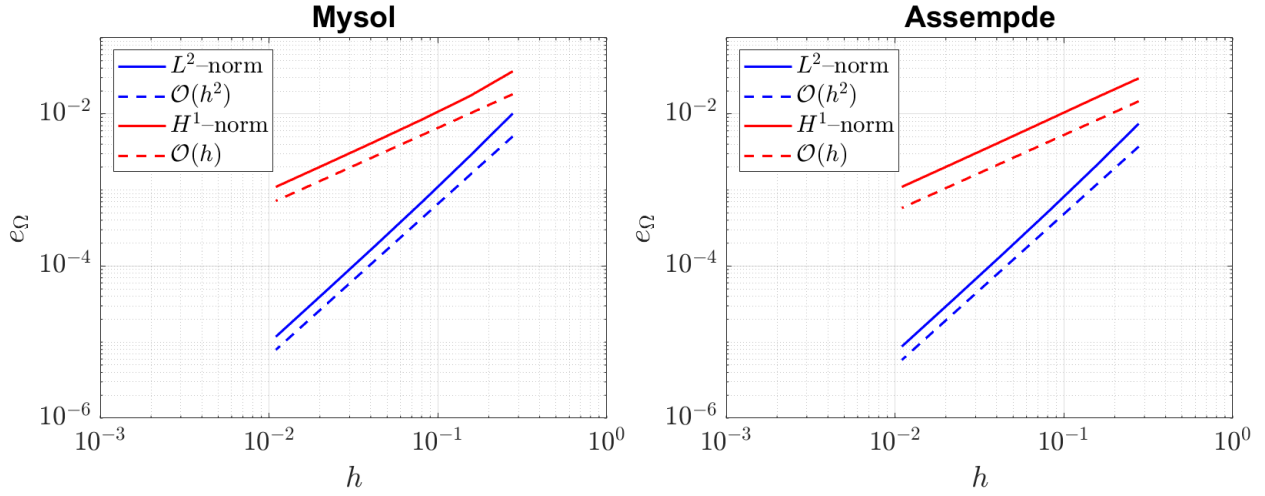 Mysol
L²–norm
O(h²)
H¹–norm
O(h)
10⁻²
10⁻⁴
10⁻⁶
e_Ω
10⁻³ 10⁻² 10⁻¹ 10⁰
h
Assempde
L²–norm
O(h²)
H¹–norm
O(h)
10⁻²
10⁻⁴
10⁻⁶
e_Ω
10⁻³ 10⁻² 10⁻¹ 10⁰
h